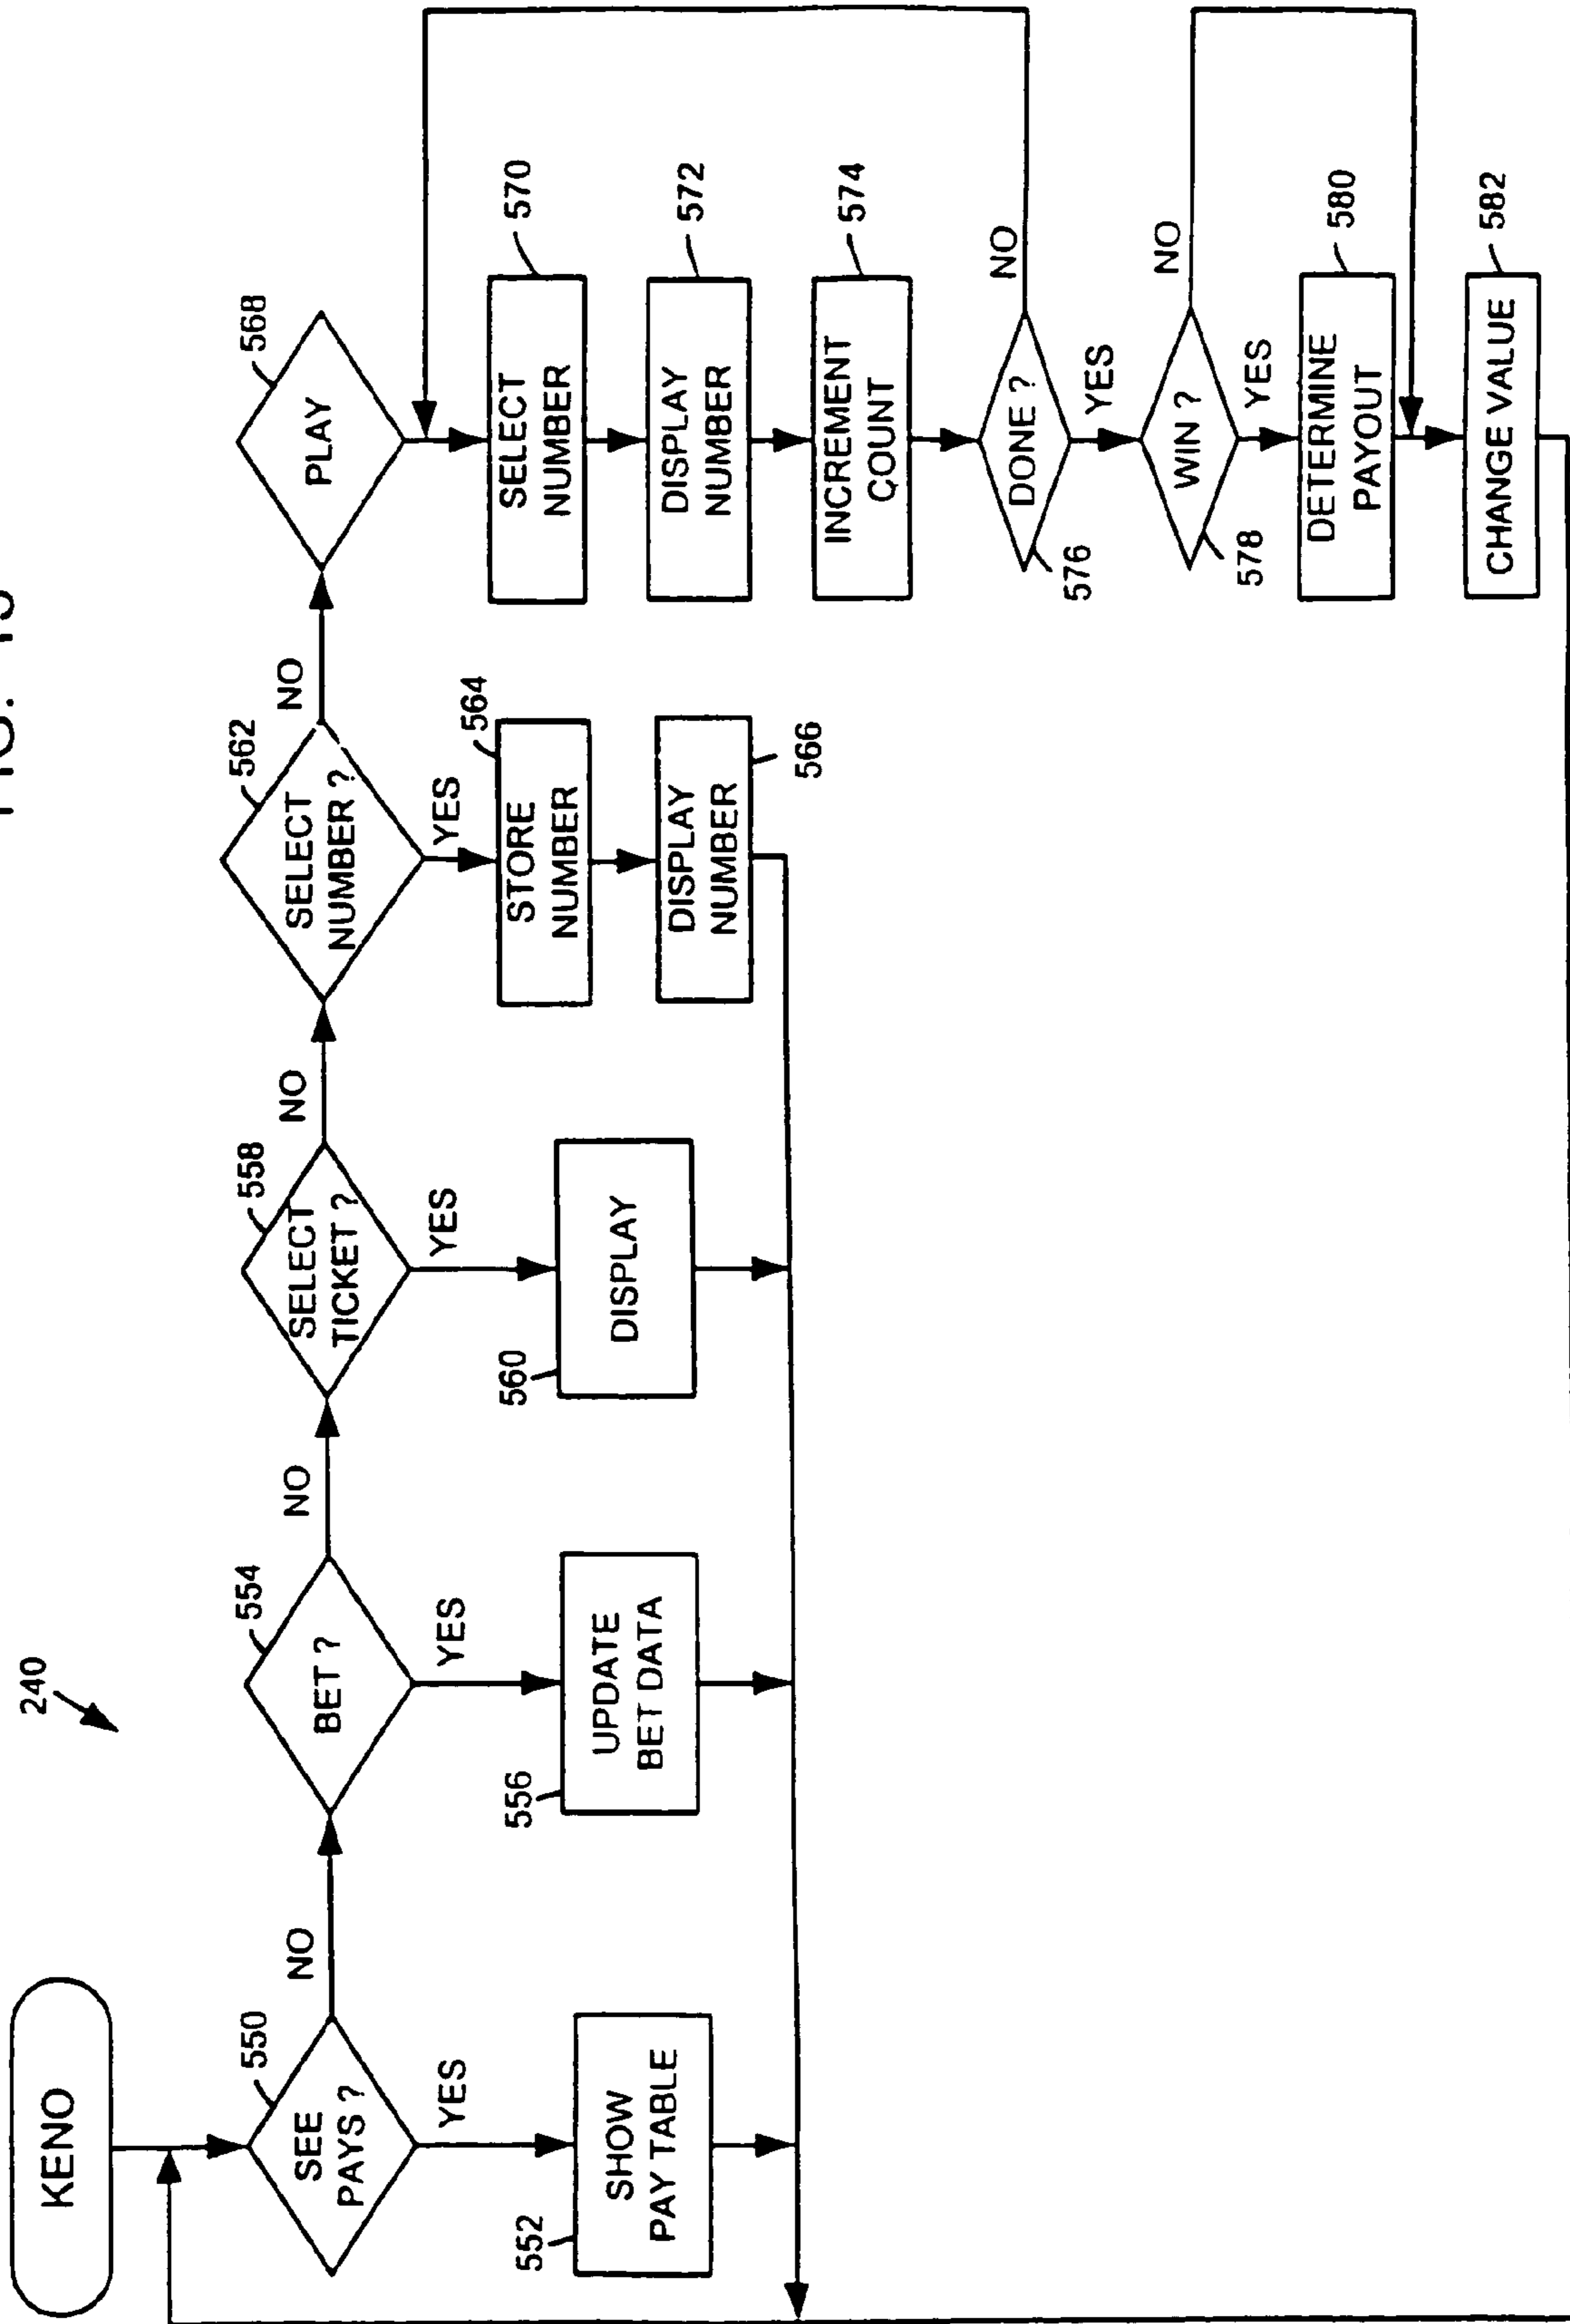 240
KENO
SEE
PAYS ?
550
YES
NO
SHOW
PAY TABLE
552
BET ?
554
YES
NO
UPDATE
BET DATA
556
SELECT
TICKET ?
558
YES
NO
DISPLAY
560
SELECT
NUMBER ?
562
YES
NO
STORE
NUMBER
564
DISPLAY
NUMBER
566
PLAY
568
SELECT
NUMBER
570
DISPLAY
NUMBER
572
INCREMENT
COUNT
574
DONE ?
576
NO
YES
WIN ?
578
NO
YES
DETERMINE
PAYOUT
580
CHANGE VALUE
582